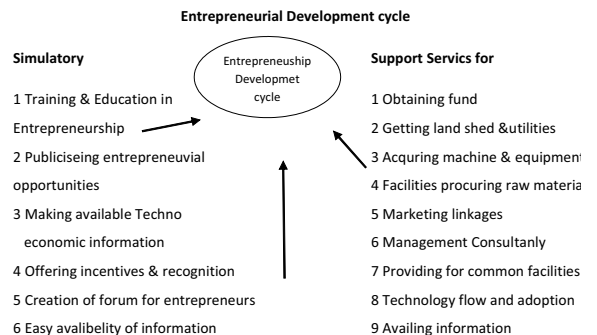 Entrepreneurial Development cycle
Simulatory
1 Training & Education in
Entrepreneurship
2 Publiciseing entrepreneuvial
opportunities
3 Making available Techno
economic information
4 Offering incentives & recognition
5 Creation of forum for entrepreneurs
6 Easy avalibelity of information
Entrepreneuship
Developmet
cycle
Support Servics for
1 Obtaining fund
2 Getting land shed &utilities
3 Acquring machine & equipment
4 Facilities procuring raw materia
5 Marketing linkages
6 Management Consultanly
7 Providing for common facilities
8 Technology flow and adoption
9 Availing information